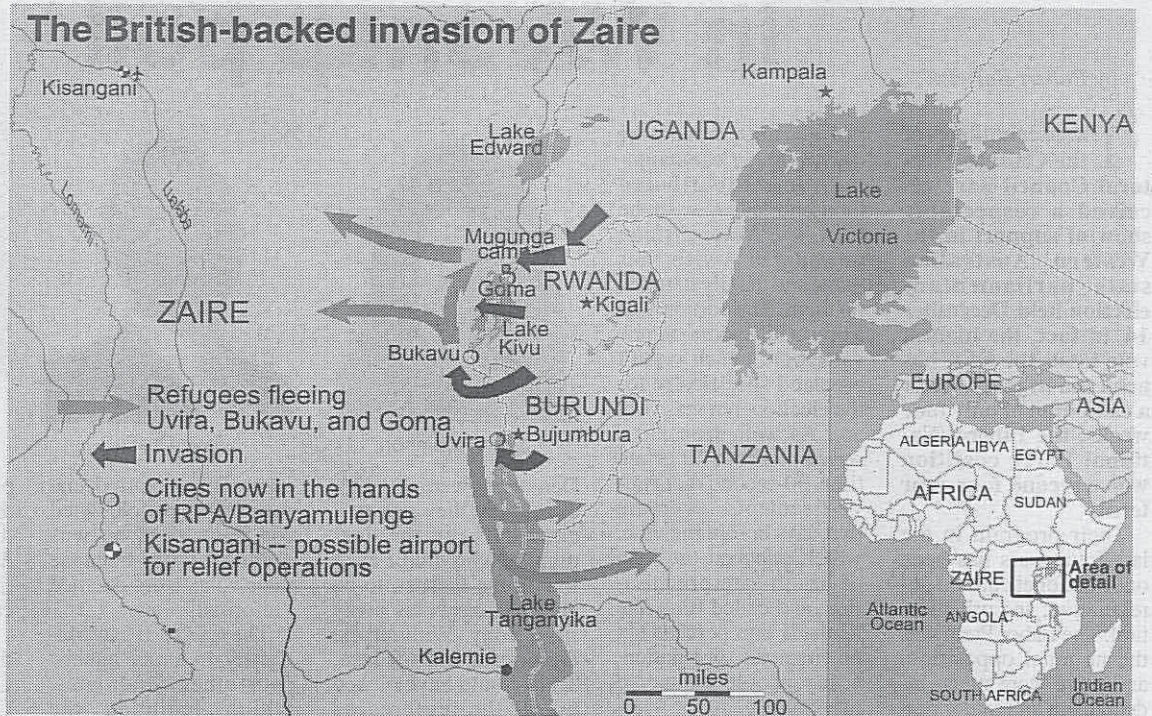 The British-backed invasion of Zaire
Kisangani
Kampala
Lake
Edward
UGANDA
KENYA
Lomami
Lualaba
Lake
Victoria
Mugunga
camp
Goma
RWANDA
Kigali
ZAIRE
Lake
Kivu
Bukavu
Refugees fleeing
Uvira, Bukavu, and Goma
Invasion
Cities now in the hands
of RPA/Banyamulenge
Kisangani -- possible airport
for relief operations
BURUNDI
Uvira
Bujumbura
TANZANIA
Lake
Tanganyika
Kalemie
miles
0 50 100
EUROPE
ASIA
ALGERIA
LIBYA
EGYPT
AFRICA
SUDAN
ZAIRE
Area of
detail
Atlantic
Ocean
ANGOLA
SOUTH AFRICA
Indian
Ocean